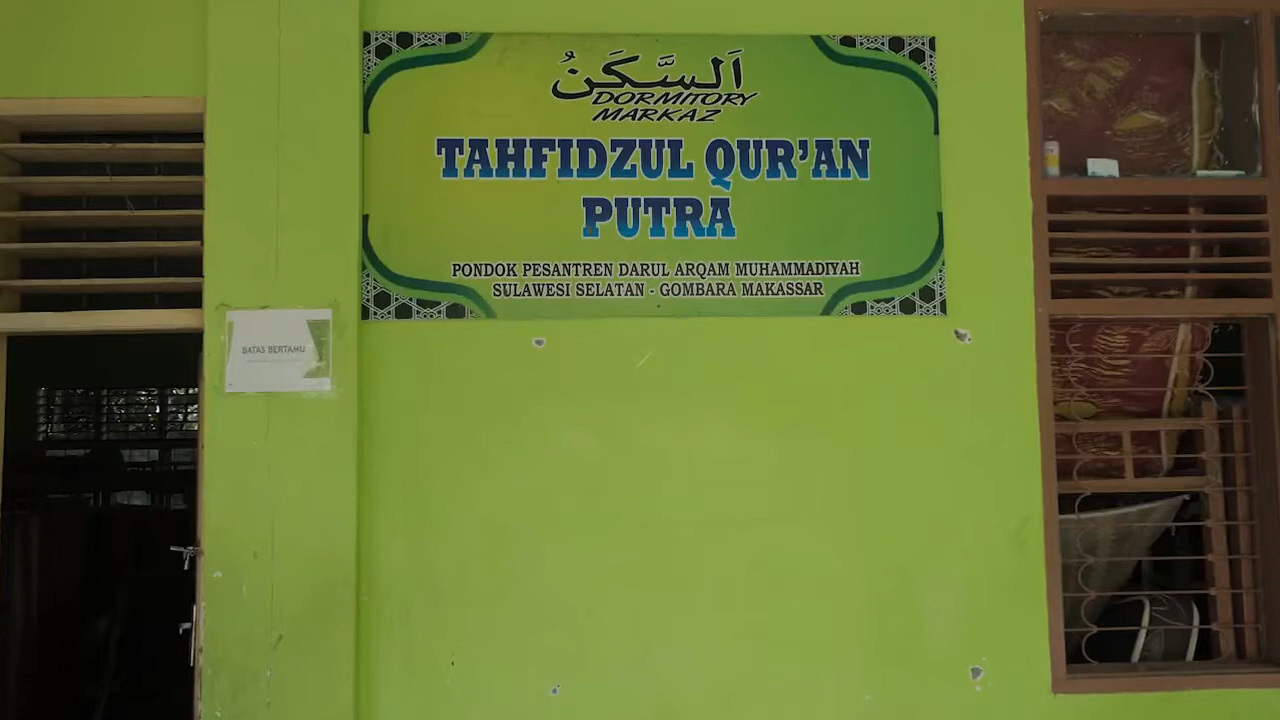 اَلسَّكَنُ
DORMITORY
MARKAZ
TAHFIDZUL QUR'AN
PUTRA
PONDOK PESANTREN DARUL ARQAM MUHAMMADIYAH
SULAWESI SELATAN - GOMBARA MAKASSAR
BATAS BERTAMU